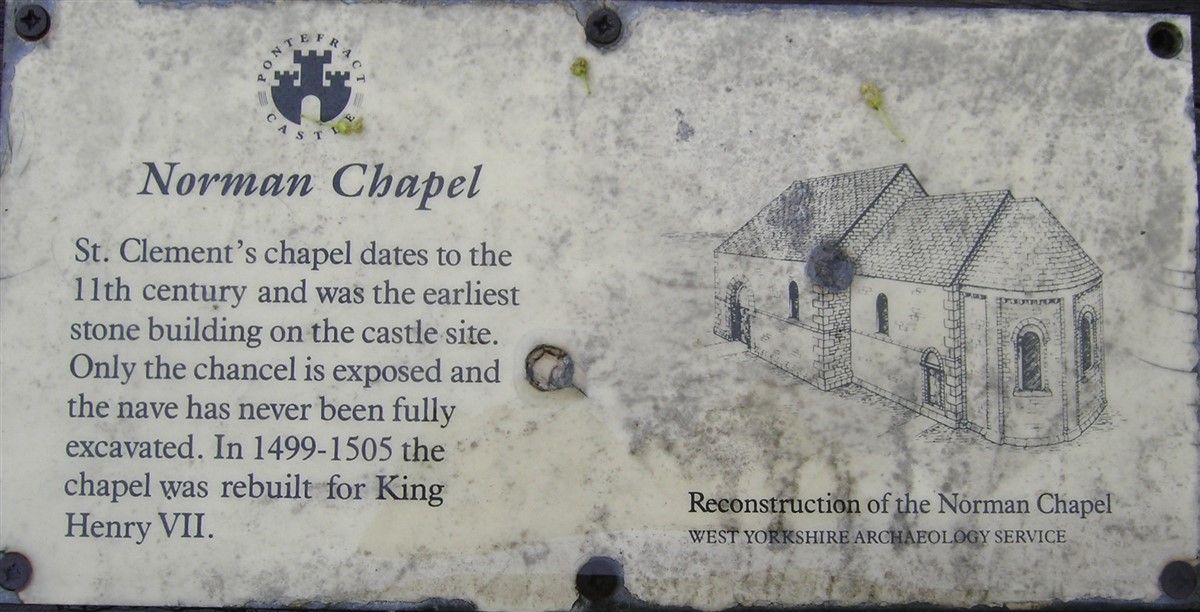 PONTEFRACT
CASTLE
Norman Chapel
St. Clement's chapel dates to the
11th century and was the earliest
stone building on the castle site.
Only the chancel is exposed and
the nave has never been fully
excavated. In 1499-1505 the
chapel was rebuilt for King
Henry VII.
Reconstruction of the Norman Chapel
WEST YORKSHIRE ARCHAEOLOGY SERVICE